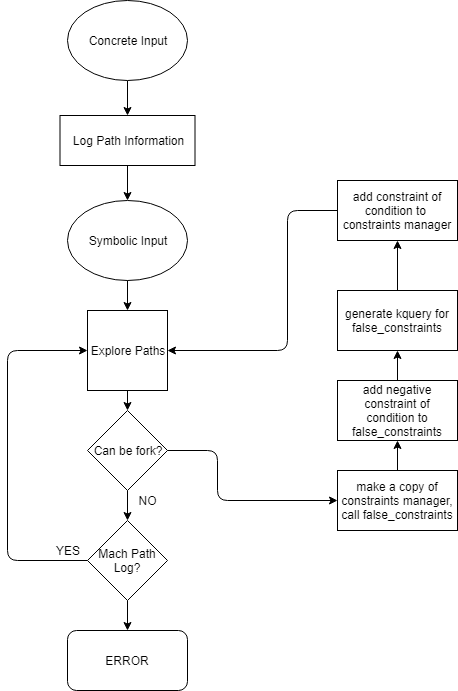 Concrete Input
Log Path Information
Symbolic Input
Explore Paths
Can be fork?
NO
YES
Mach Path
Log?
ERROR
add constraint of
condition to
constraints manager
generate kquery for
false_constraints
add negative
constraint of
condition to
false_constraints
make a copy of
constraints manager,
call false_constraints